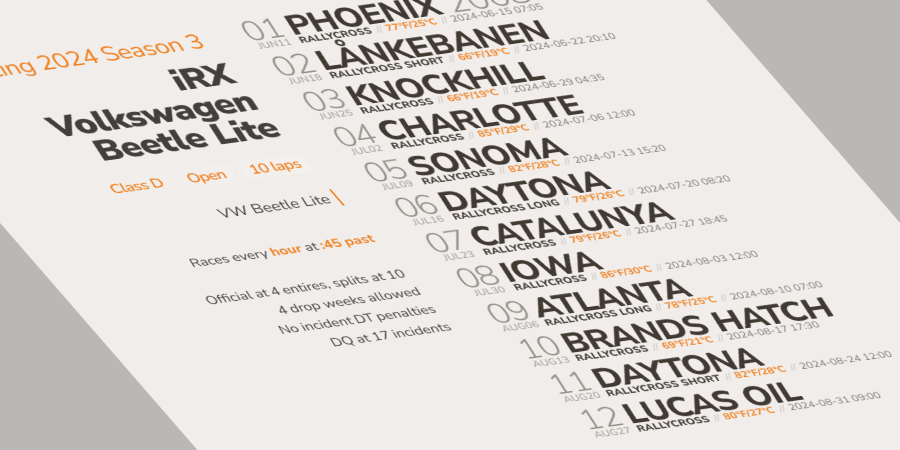 2024 Season 3
iRX
Volkswagen
Beetle Lite
Class D Open 10 laps
VW Beetle Lite
Races every hour at :45 past
Official at 4 entires, splits at 10
4 drop weeks allowed
No incident DT penalties
DQ at 17 incidents
01 PHOENIX
JUN11 RALLYCROSS // 77°F/25°C // 2024-06-15 07:05
02 LÅNKEBANEN
JUN18 RALLYCROSS SHORT // 66°F/19°C // 2024-06-22 20:10
03 KNOCKHILL
JUN25 RALLYCROSS // 66°F/19°C // 2024-06-29 04:35
04 CHARLOTTE
JUL02 RALLYCROSS // 85°F/29°C // 2024-07-06 12:00
05 SONOMA
JUL09 RALLYCROSS // 82°F/28°C // 2024-07-13 15:20
06 DAYTONA
JUL16 RALLYCROSS LONG // 79°F/26°C // 2024-07-20 08:20
07 CATALUNYA
JUL23 RALLYCROSS // 79°F/26°C // 2024-07-27 18:45
08 IOWA
JUL30 RALLYCROSS // 86°F/30°C // 2024-08-03 12:00
09 ATLANTA
AUG06 RALLYCROSS LONG // 78°F/25°C // 2024-08-10 07:00
10 BRANDS HATCH
AUG13 RALLYCROSS // 69°F/21°C // 2024-08-17 17:30
11 DAYTONA
AUG20 RALLYCROSS SHORT // 82°F/28°C // 2024-08-24 12:00
12 LUCAS OIL
AUG27 RALLYCROSS // 80°F/27°C // 2024-08-31 09:00